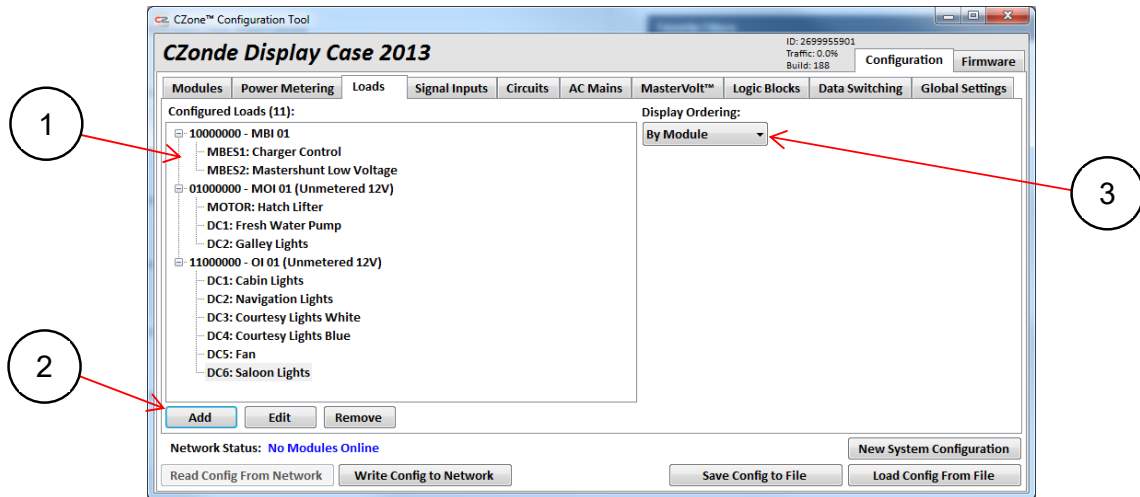 CZone™ Configuration Tool
CZonde Display Case 2013
ID: 2699955901
Traffic: 0.0%
Build: 188
Configuration Firmware
Modules Power Metering Loads Signal Inputs Circuits AC Mains MasterVolt™ Logic Blocks Data Switching Global Settings
Configured Loads (11):
Display Ordering:
By Module
10000000 - MBI 01
MBES1: Charger Control
MBES2: Mastershunt Low Voltage
01000000 - MOI 01 (Unmetered 12V)
MOTOR: Hatch Lifter
DC1: Fresh Water Pump
DC2: Galley Lights
11000000 - OI 01 (Unmetered 12V)
DC1: Cabin Lights
DC2: Navigation Lights
DC3: Courtesy Lights White
DC4: Courtesy Lights Blue
DC5: Fan
DC6: Saloon Lights
Add Edit Remove
Network Status: No Modules Online
New System Configuration
Read Config From Network Write Config to Network Save Config to File Load Config From File
1
2
3